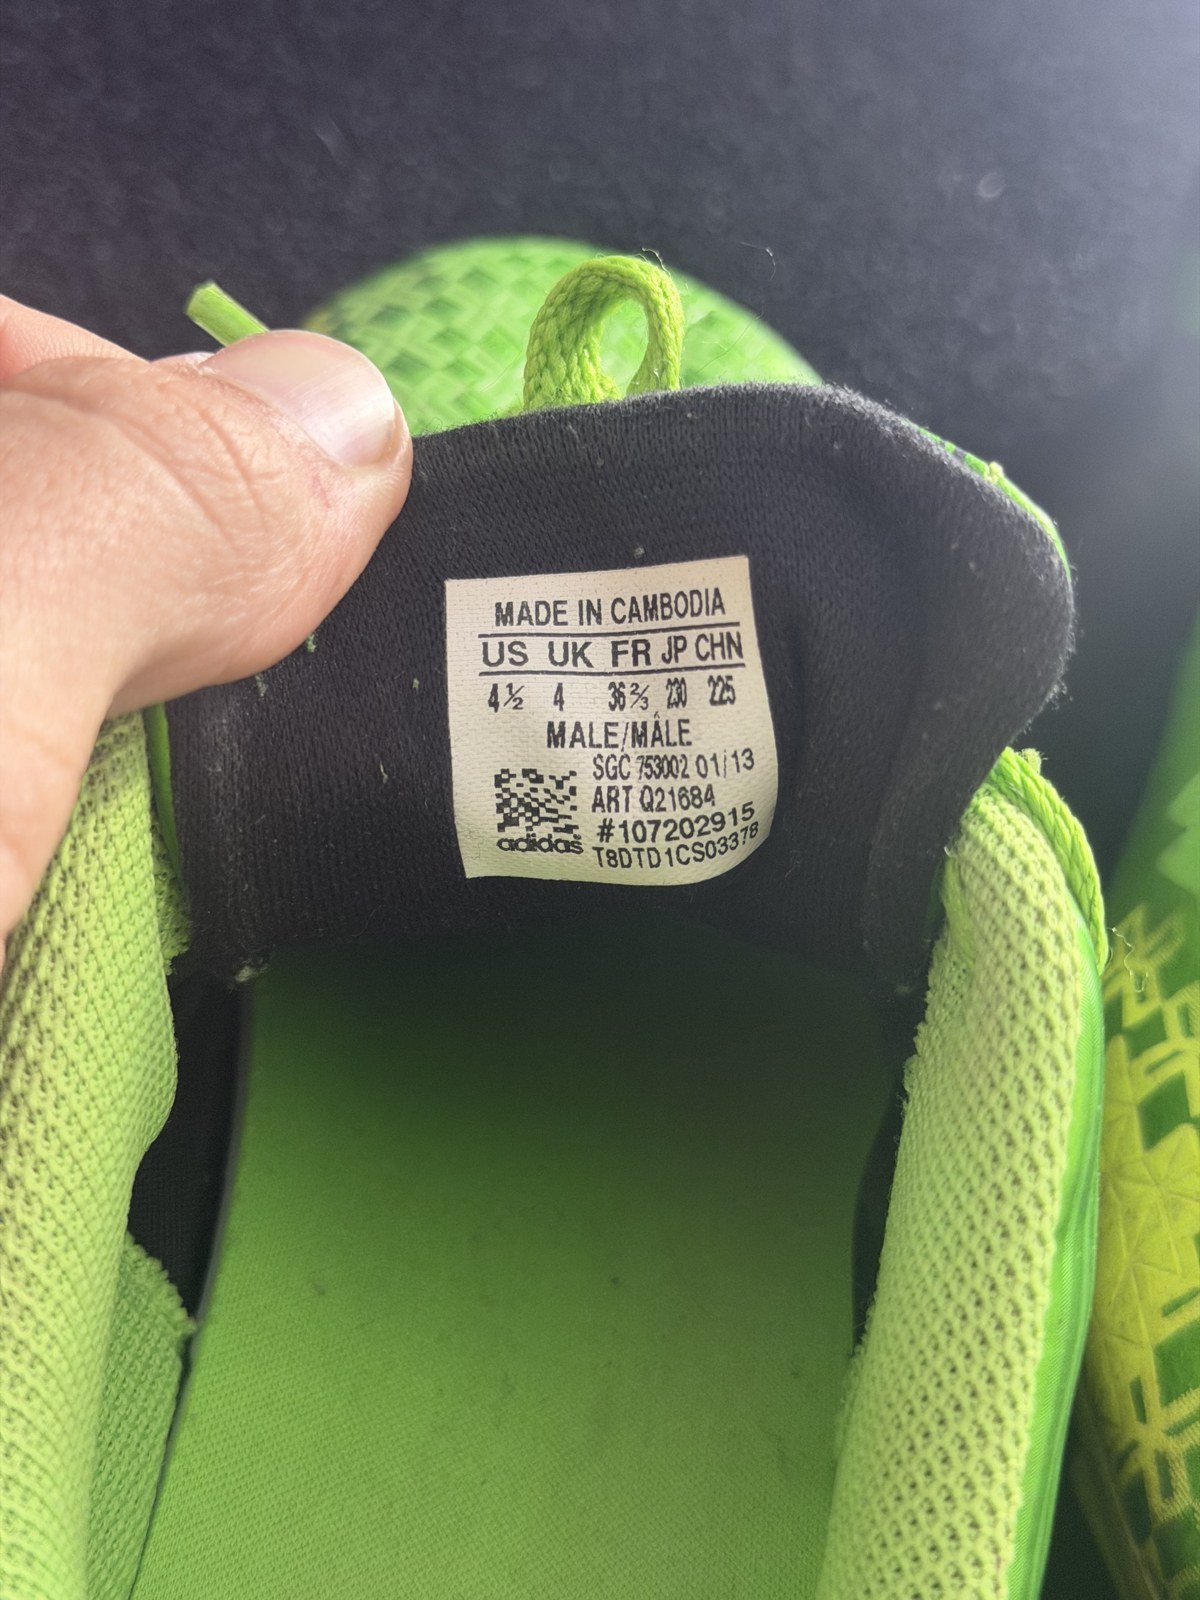 MADE IN CAMBODIA
US UK FR JP CHN
4½ 4 36⅔ 230 225
MALE/MÂLE
SGC 753002 01/13
ART Q21684
#107202915
adidas T8DTD1CS03378